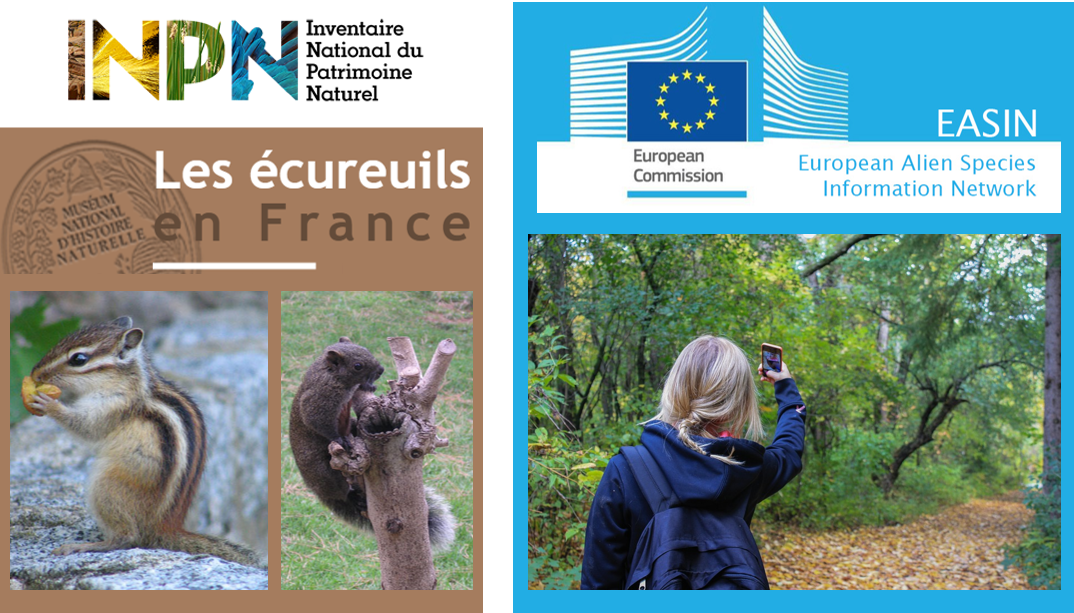 INPN
Inventaire
National du
Patrimoine
Naturel
Les écureuils
en France
MUSÉUM
NATIONAL
D'HISTOIRE
NATURELLE
European
Commission
EASIN
European Alien Species
Information Network